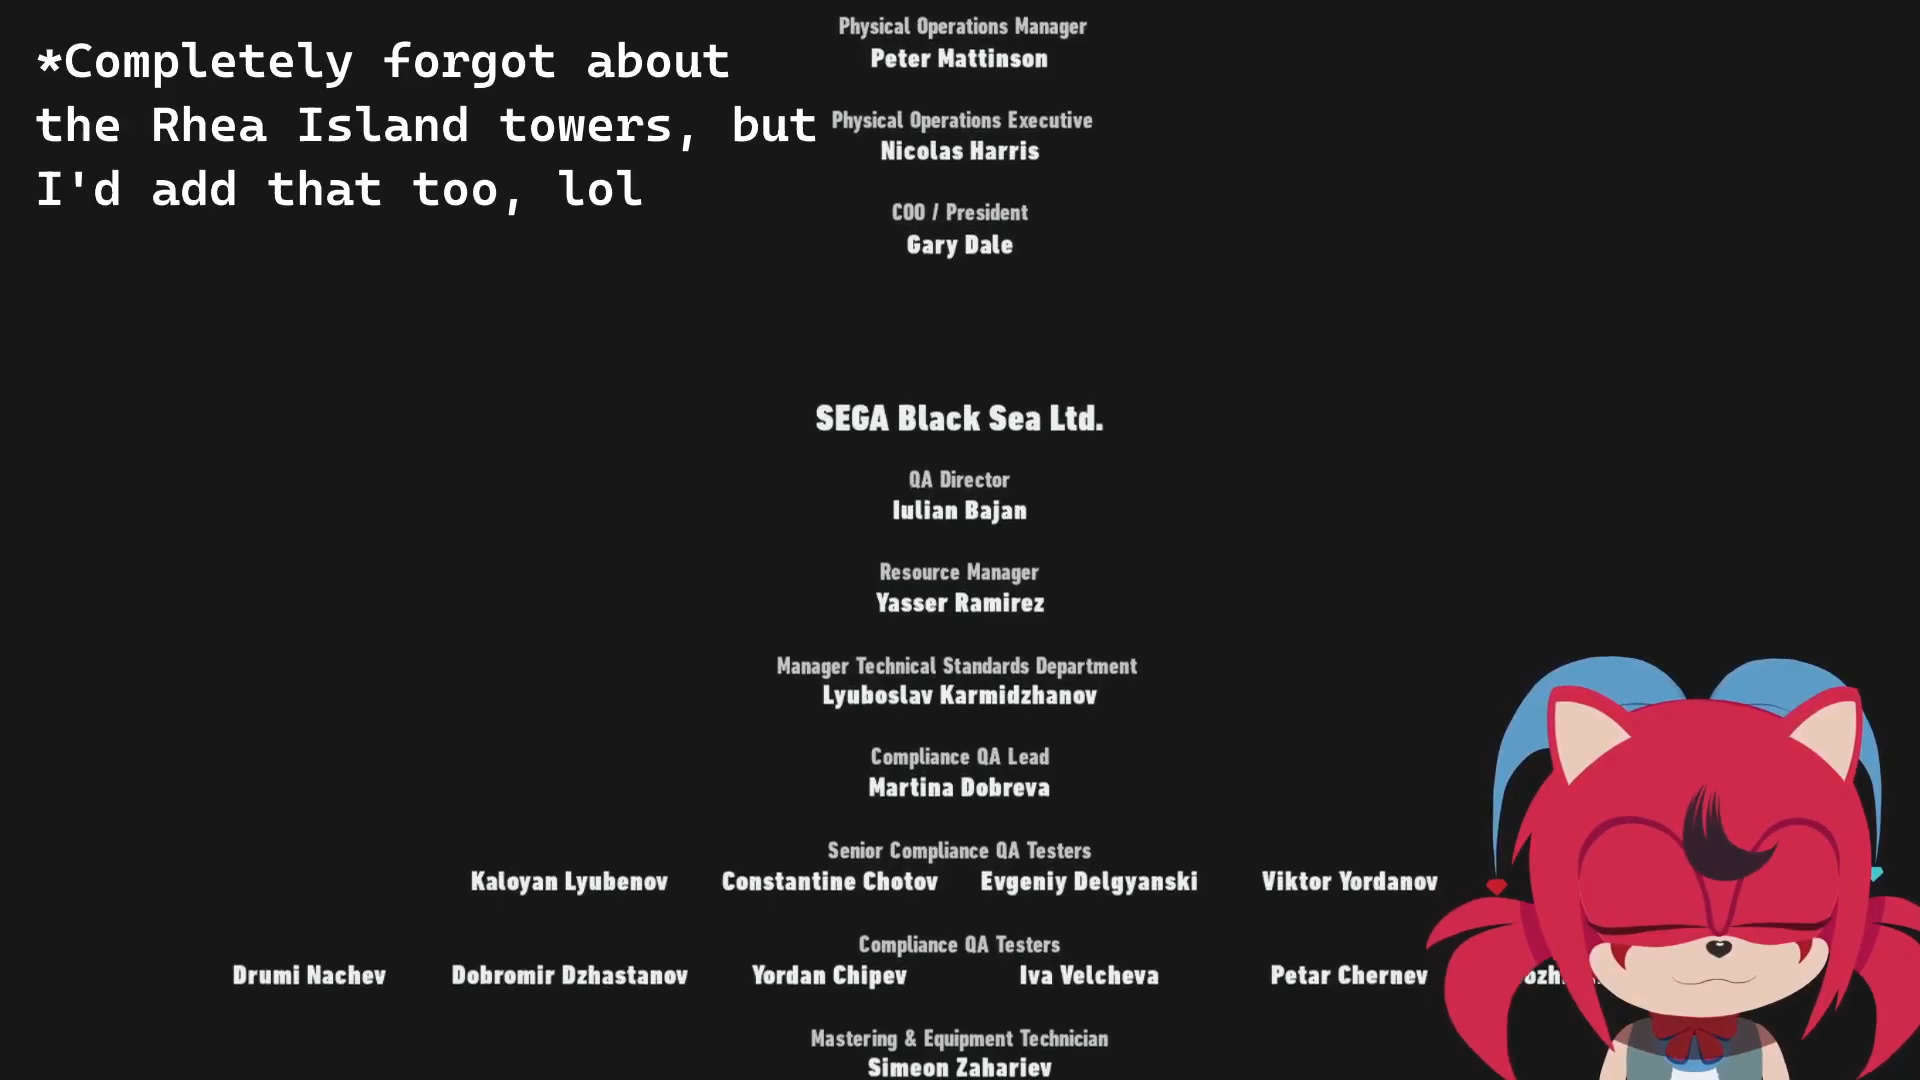 *Completely forgot about
the Rhea Island towers, but
I'd add that too, lol
Physical Operations Manager
Peter Mattinson
Physical Operations Executive
Nicolas Harris
COO / President
Gary Dale
SEGA Black Sea Ltd.
QA Director
Iulian Bajan
Resource Manager
Yasser Ramirez
Manager Technical Standards Department
Lyuboslav Karmidzhanov
Compliance QA Lead
Martina Dobreva
Senior Compliance QA Testers
Kaloyan Lyubenov Constantine Chotov Evgeniy Delgyanski Viktor Yordanov
Compliance QA Testers
Drumi Nachev Dobromir Dzhastanov Yordan Chipev Iva Velcheva Petar Chernev
Mastering & Equipment Technician
Simeon Zahariev